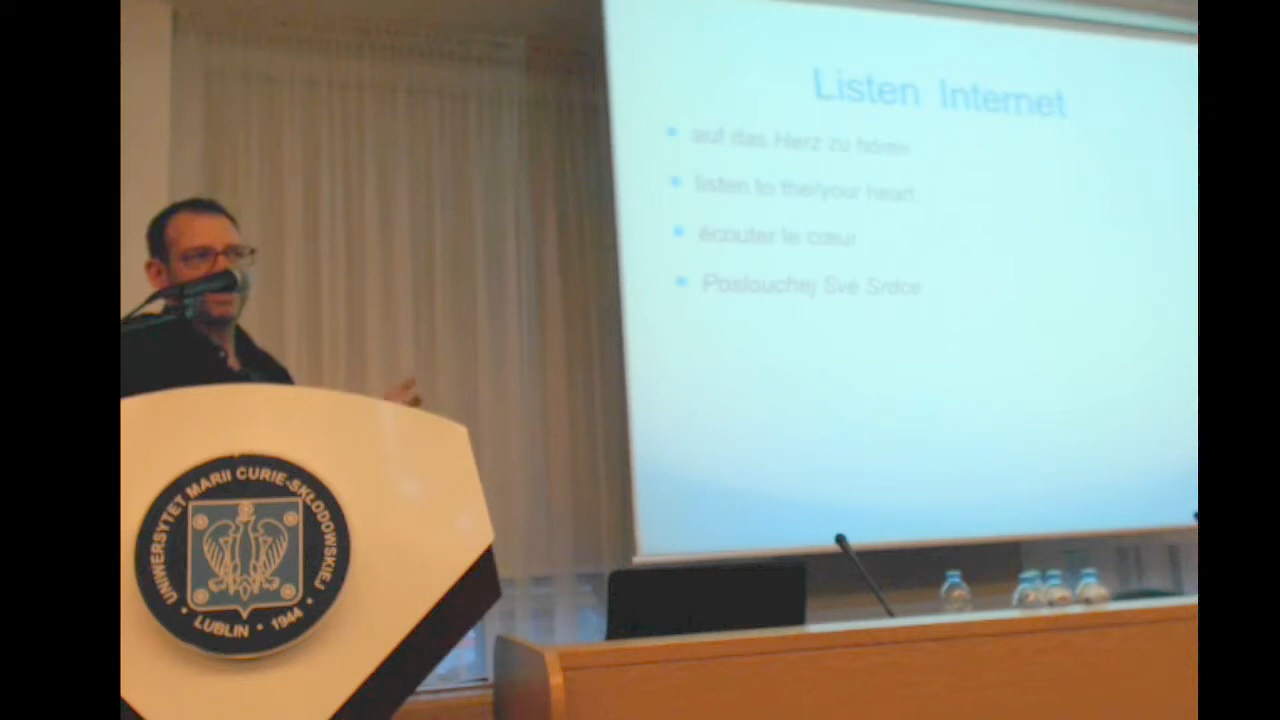 Listen Internet
auf das Herz zu hören
listen to the/your heart
écouter le cœur
Poslouchej Své Srdce
UNIWERSYTET MARII CURIE-SKŁODOWSKIEJ
LUBLIN • 1944